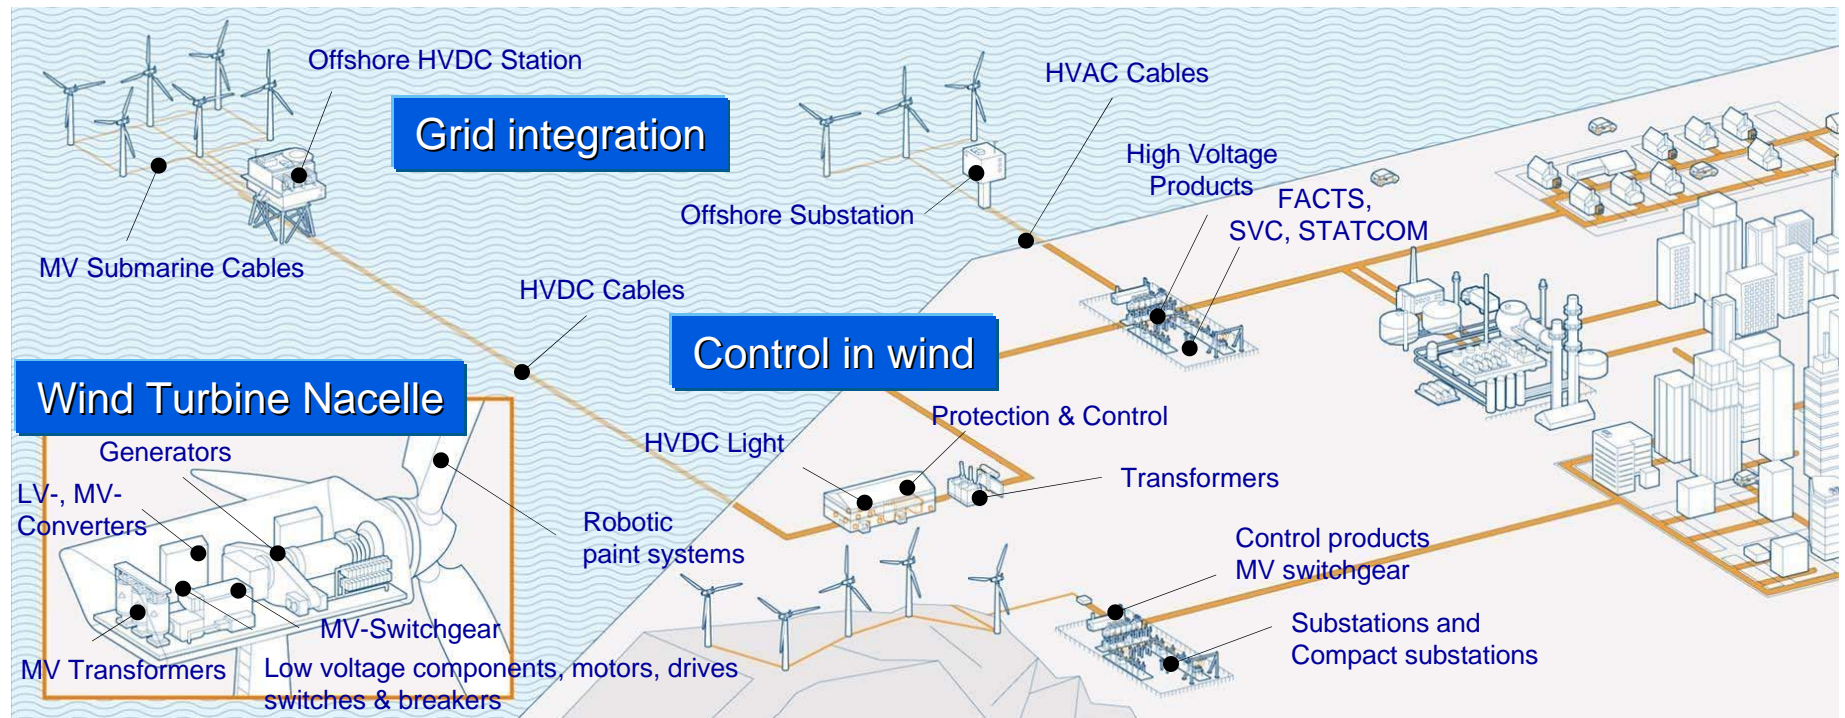 Offshore HVDC Station
Grid integration
HVAC Cables
High Voltage
Products
FACTS,
SVC, STATCOM
Offshore Substation
MV Submarine Cables
HVDC Cables
Control in wind
Wind Turbine Nacelle
Protection & Control
HVDC Light
Transformers
Generators
LV-, MV-
Converters
Robotic
paint systems
Control products
MV switchgear
MV-Switchgear
Substations and
Compact substations
MV Transformers
Low voltage components, motors, drives
switches & breakers